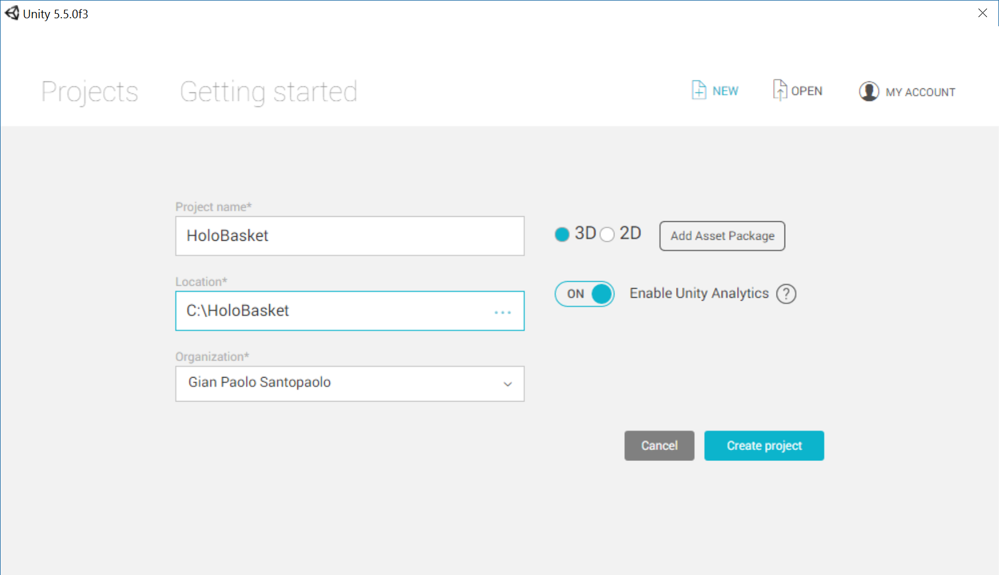 Unity 5.5.0f3
Projects Getting started NEW OPEN MY ACCOUNT
Project name*
HoloBasket
3D 2D Add Asset Package
Location*
C:\HoloBasket ...
ON Enable Unity Analytics ?
Organization*
Gian Paolo Santopaolo
Cancel Create project